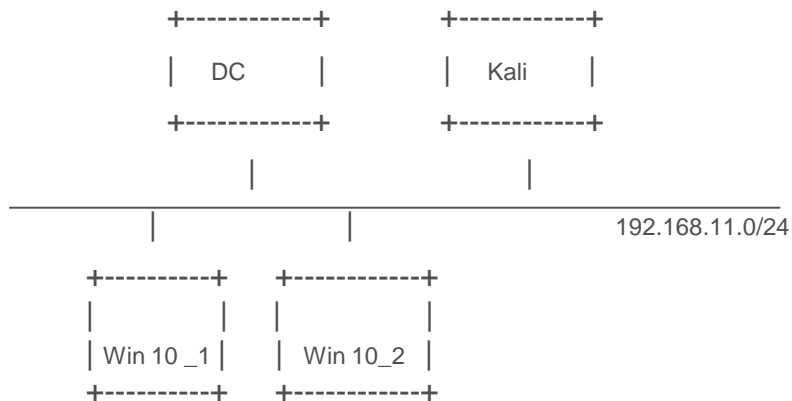 +------------+ +------------+
| DC | | Kali |
+------------+ +------------+
| |
| | 192.168.11.0/24
+----------+ +------------+
| | | |
| Win 10 _1 | | Win 10_2 |
+----------+ +------------+